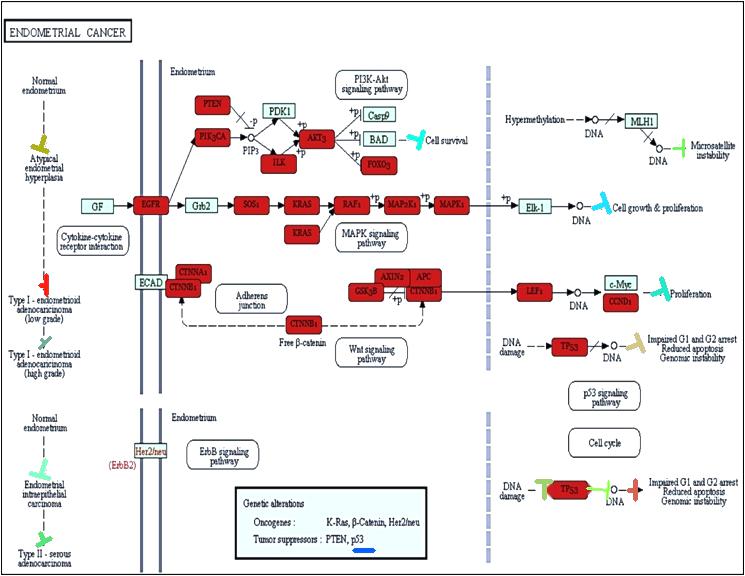 ENDOMETRIAL CANCER
Normal
endometrium
Atypical
endometrial
hyperplasia
Type I - endometrioid
adenocarcinoma
(low grade)
Type I - endometrioid
adenocarcinoma
(high grade)
Endometrium
PI3K-Akt
signaling pathway
PTEN
-p
PIK3CA
PIP3
PDK1
+p
+p
ILK
AKT3
+p
+p
+p
Casp9
BAD
FOXO3
Cell survival
Hypermethylation
DNA
MLH1
DNA
Microsatellite
instability
GF
EGFR
Grb2
SOS1
KRAS
RAF1
+p
MAP2K1
+p
MAPK1
+p
Elk-1
DNA
Cell growth & proliferation
KRAS
MAPK signaling
pathway
Cytokine-cytokine
receptor interaction
ECAD
CTNNA1
CTNNB1
Adherens
junction
AXIN2
APC
GSK3B
+p
CTNNB1
LEF1
DNA
c-Myc
CCND1
Proliferation
CTNNB1
Free β-catenin
Wnt signaling
pathway
DNA
damage
TP53
DNA
Impaired G1 and G2 arrest
Reduced apoptosis
Genomic instability
p53 signaling
pathway
Cell cycle
Normal
endometrium
Endometrial
intraepithelial
carcinoma
Type II - serous
adenocarcinoma
Endometrium
Her2/neu
(ErbB2)
ErbB signaling
pathway
DNA
damage
TP53
DNA
Impaired G1 and G2 arrest
Reduced apoptosis
Genomic instability
Genetic alterations
Oncogenes : K-Ras, β-Catenin, Her2/neu
Tumor suppressors : PTEN, p53